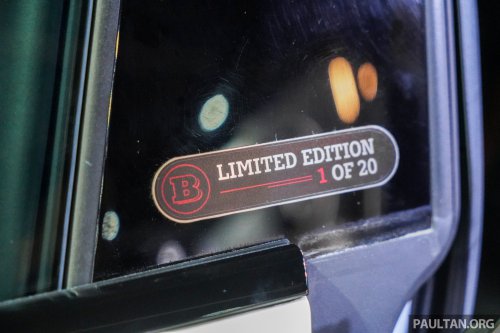 B
LIMITED EDITION
1 OF 20
PAULTAN.ORG